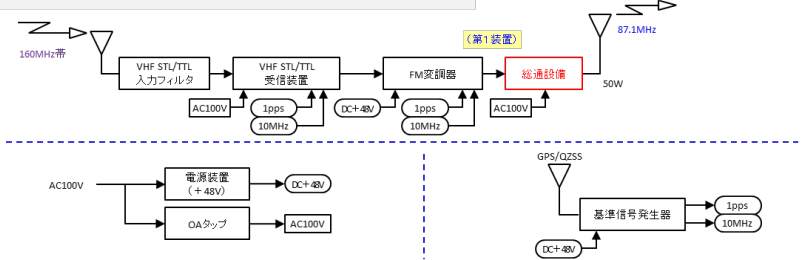 87.1MHz
(第1装置)
160MHz帯
VHF STL/TTL
入力フィルタ
VHF STL/TTL
受信装置
FM変調器
総通設備
50W
AC100V
1pps
10MHz
DC+48V
1pps
10MHz
AC100V
AC100V
電源装置
(+48V)
DC+48V
OAタップ
AC100V
GPS/QZSS
基準信号発生器
1pps
10MHz
DC+48V